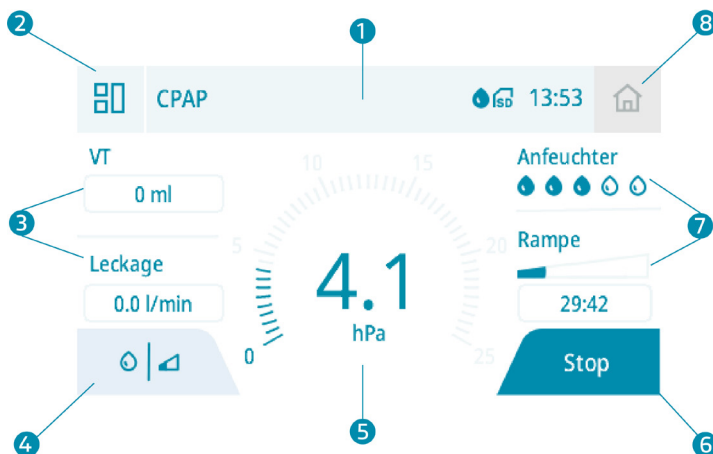 2
1
8
CPAP
SD
13:53
VT
0 ml
3
Leckage
0.0 l/min
4
10
15
5
20
0
25
4.1
hPa
5
Anfeuchter
7
Rampe
29:42
Stop
6